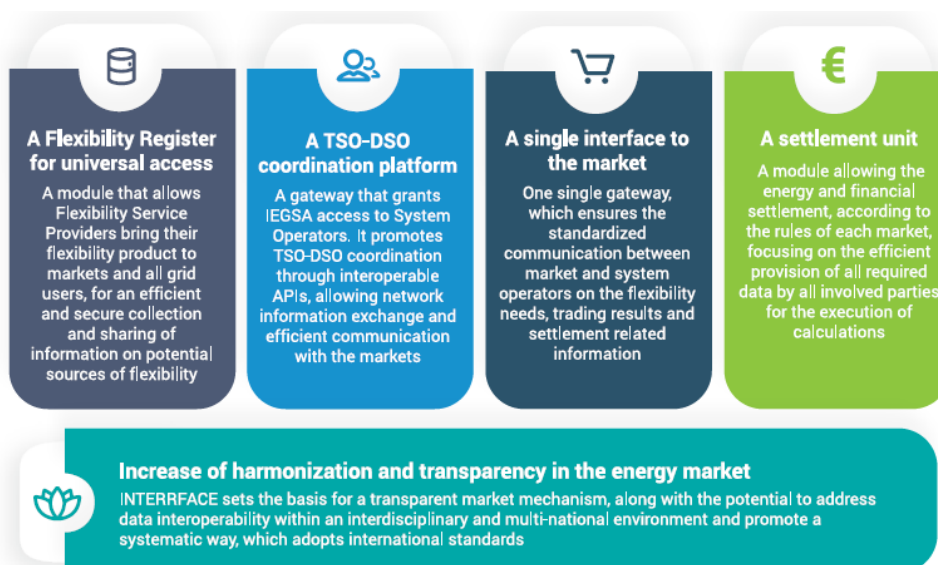 A Flexibility Register
for universal access
A module that allows
Flexibility Service
Providers bring their
flexibility product to
markets and all grid
users, for an efficient
and secure collection
and sharing of
information on potential
sources of flexibility
A TSO-DSO
coordination platform
A gateway that grants
IEGSA access to System
Operators. It promotes
TSO-DSO coordination
through interoperable
APIs, allowing network
information exchange and
efficient communication
with the markets
A single interface to
the market
One single gateway,
which ensures the
standardized
communication between
market and system
operators on the flexibility
needs, trading results and
settlement related
information
€
A settlement unit
A module allowing the
energy and financial
settlement, according to
the rules of each market,
focusing on the efficient
provision of all required
data by all involved parties
for the execution of
calculations
Increase of harmonization and transparency in the energy market
INTERRFACE sets the basis for a transparent market mechanism, along with the potential to address
data interoperability within an interdisciplinary and multi-national environment and promote a
systematic way, which adopts international standards